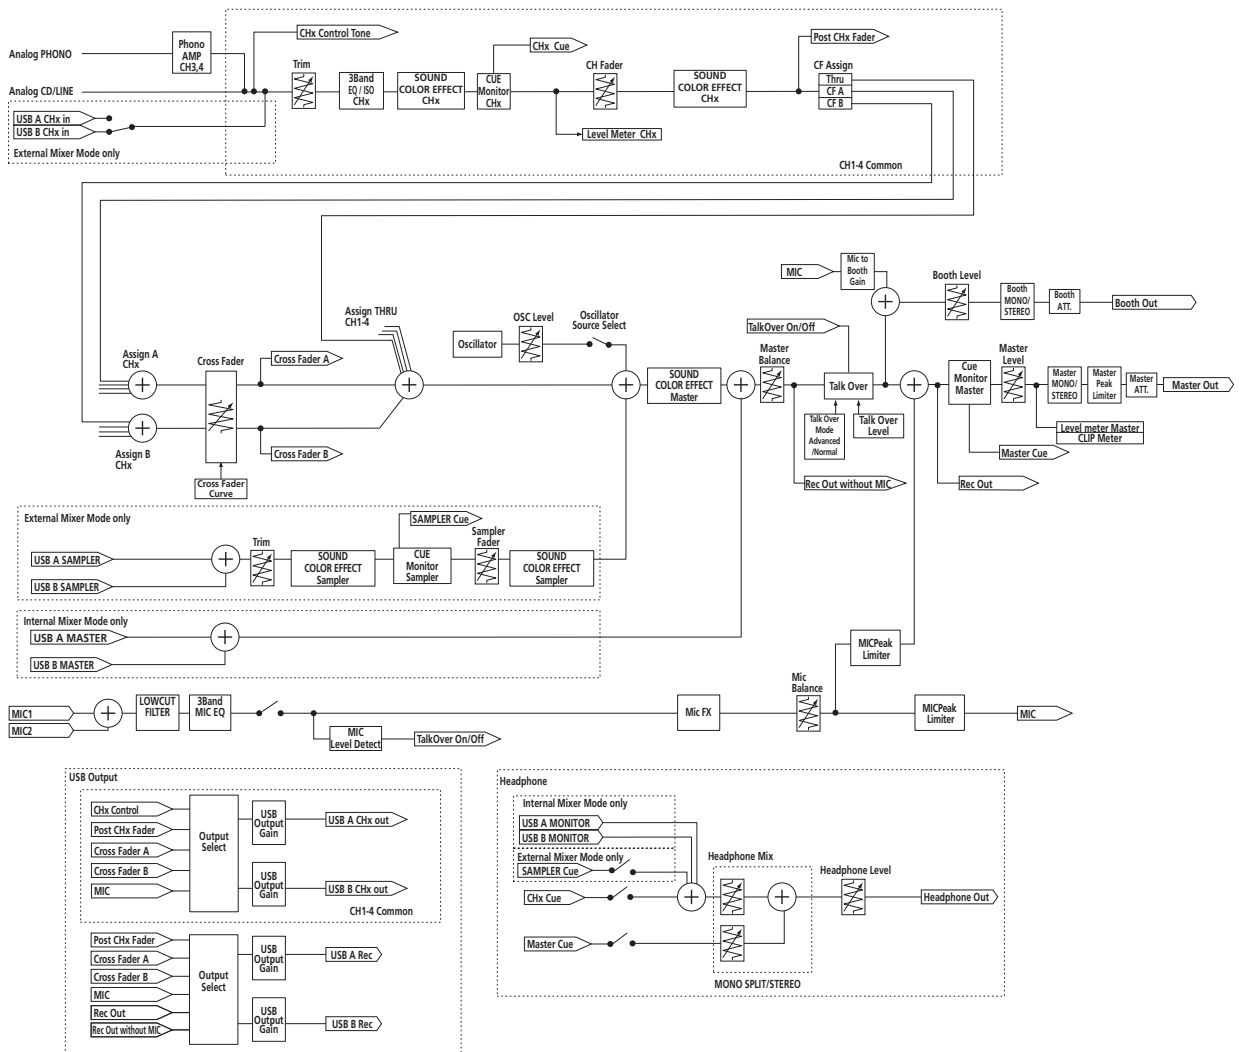 Analog PHONO
Phono
AMP
CH3,4
CHx Control Tone
Analog CD/LINE
USB A CHx in
USB B CHx in
External Mixer Mode only
Trim
3Band
EQ / ISO
CHx
SOUND
COLOR EFFECT
CHx
CHx Cue
CUE
Monitor
CHx
CH Fader
Level Meter CHx
SOUND
COLOR EFFECT
CHx
Post CHx Fader
CF Assign
Thru
CF A
CF B
CH1-4 Common
Assign A
CHx
Assign B
CHx
Cross Fader
Cross Fader A
Cross Fader B
Cross Fader
Curve
Assign THRU
CH1-4
Oscillator
OSC Level
Oscillator
Source Select
SOUND
COLOR EFFECT
Master
Master
Balance
TalkOver On/Off
Talk Over
Talk Over
Mode
Advanced
/Normal
Talk Over
Level
Rec Out without MIC
MIC
Mic to
Booth
Gain
Booth Level
Booth
MONO/
STEREO
Booth
ATT.
Booth Out
Cue
Monitor
Master
Master
Level
Master
MONO/
STEREO
Master
Peak
Limiter
Master
ATT.
Master Out
Level meter Master
CLIP Meter
Master Cue
Rec Out
External Mixer Mode only
USB A SAMPLER
USB B SAMPLER
Trim
SOUND
COLOR EFFECT
Sampler
SAMPLER Cue
CUE
Monitor
Sampler
Sampler
Fader
SOUND
COLOR EFFECT
Sampler
Internal Mixer Mode only
USB A MASTER
USB B MASTER
MICPeak
Limiter
MIC1
MIC2
LOWCUT
FILTER
3Band
MIC EQ
MIC
Level Detect
TalkOver On/Off
Mic FX
Mic
Balance
MICPeak
Limiter
MIC
USB Output
CHx Control
Post CHx Fader
Cross Fader A
Cross Fader B
MIC
Output
Select
USB
Output
Gain
USB A CHx out
USB
Output
Gain
USB B CHx out
CH1-4 Common
Post CHx Fader
Cross Fader A
Cross Fader B
MIC
Rec Out
Rec Out without MIC
Output
Select
USB
Output
Gain
USB A Rec
USB
Output
Gain
USB B Rec
Headphone
Internal Mixer Mode only
USB A MONITOR
USB B MONITOR
External Mixer Mode only
SAMPLER Cue
CHx Cue
Master Cue
Headphone Mix
MONO SPLIT/STEREO
Headphone Level
Headphone Out